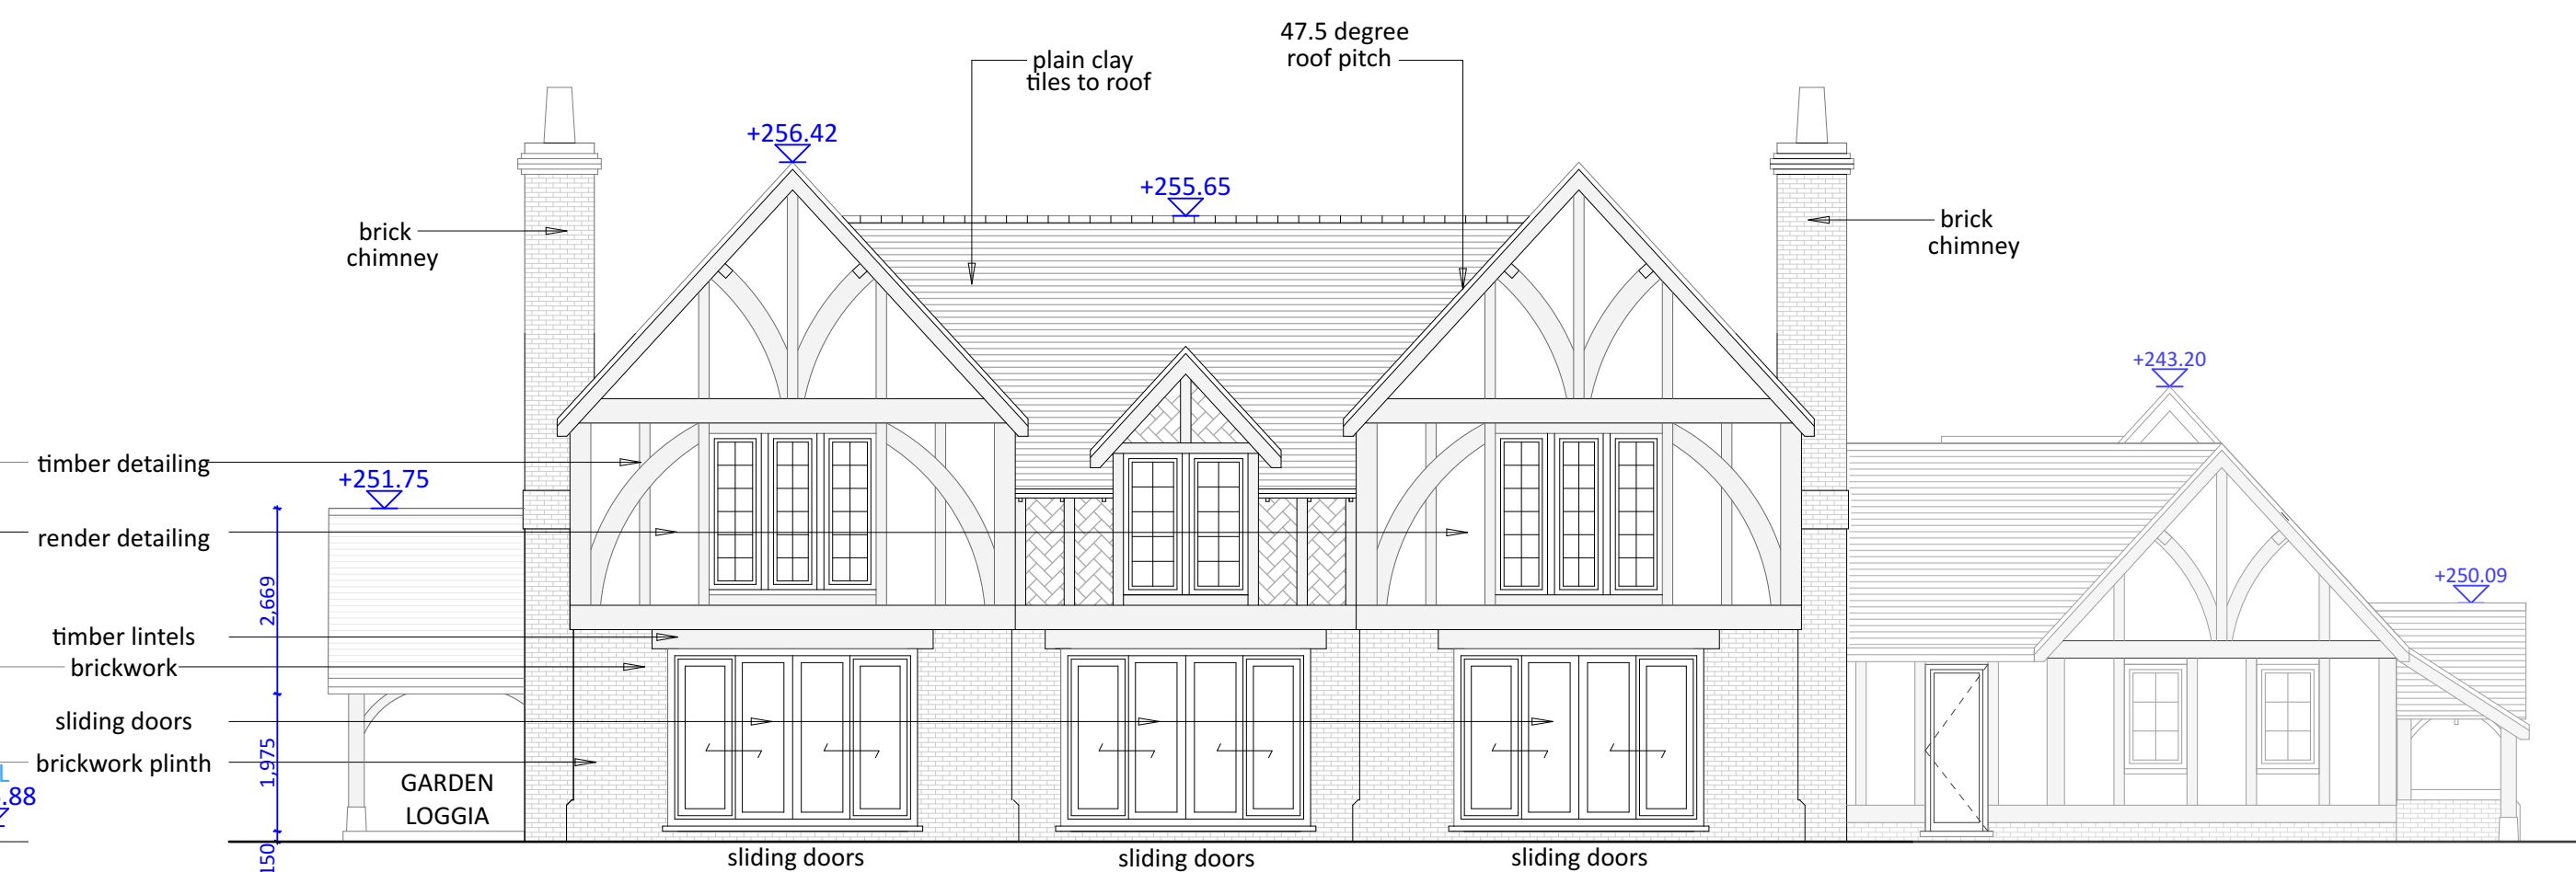 47.5 degree
roof pitch
plain clay
tiles to roof
+256.42
+255.65
brick
chimney
brick
chimney
+243.20
timber detailing
+251.75
render detailing
+250.09
2,669
timber lintels
brickwork
sliding doors
brickwork plinth
1,975
L
.88
GARDEN
LOGGIA
150
sliding doors
sliding doors
sliding doors